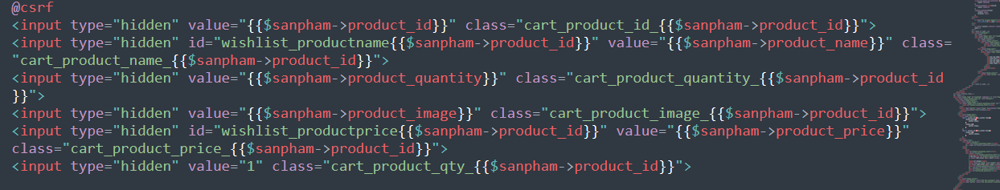 @csrf
<input type="hidden" value="{{$sanpham->product_id}}" class="cart_product_id_{{$sanpham->product_id}}">
<input type="hidden" id="wishlist_productname{{$sanpham->product_id}}" value="{{$sanpham->product_name}}" class=
"cart_product_name_{{$sanpham->product_id}}">
<input type="hidden" value="{{$sanpham->product_quantity}}" class="cart_product_quantity_{{$sanpham->product_id
}}">
<input type="hidden" value="{{$sanpham->product_image}}" class="cart_product_image_{{$sanpham->product_id}}">
<input type="hidden" id="wishlist_productprice{{$sanpham->product_id}}" value="{{$sanpham->product_price}}"
class="cart_product_price_{{$sanpham->product_id}}">
<input type="hidden" value="1" class="cart_product_qty_{{$sanpham->product_id}}">